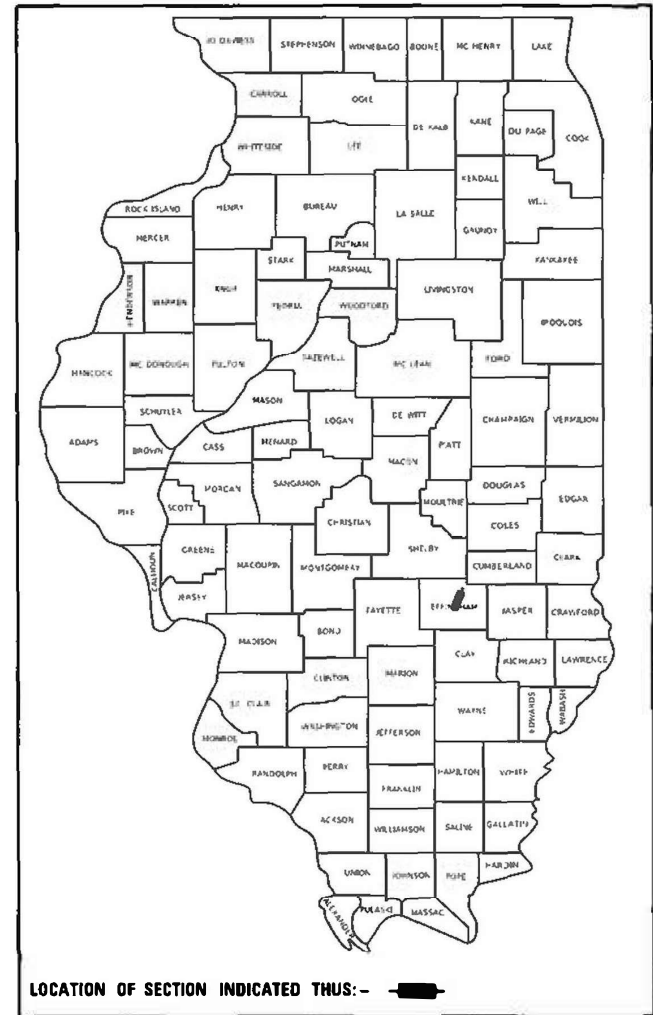 JO DAVIESS STEPHENSON WINNEBAGO BOONE MC HENRY LAKE
CARROLL OGLE DE KALB KANE DU PAGE COOK
WHITESIDE LEE KENDALL WILL
ROCK ISLAND HENRY BUREAU LA SALLE GRUNDY
MERCER STARK PUTNAM MARSHALL KANKAKEE
HENDERSON WARREN KNOX PEORIA WOODFORD LIVINGSTON IROQUOIS
HANCOCK MC DONOUGH FULTON TAZEWELL MC LEAN FORD
SCHUYLER MASON LOGAN DE WITT CHAMPAIGN VERMILION
ADAMS BROWN CASS MENARD MACON PIATT
PIKE SCOTT MORGAN SANGAMON CHRISTIAN MOULTRIE DOUGLAS EDGAR
COLES
CALHOUN GREENE MACOUPIN MONTGOMERY SHELBY CUMBERLAND CLARK
JERSEY FAYETTE EFFINGHAM JASPER CRAWFORD
MADISON BOND CLAY RICHLAND LAWRENCE
CLINTON MARION
ST. CLAIR WAYNE EDWARDS WABASH
MONROE WASHINGTON JEFFERSON
RANDOLPH PERRY HAMILTON WHITE
FRANKLIN
JACKSON WILLIAMSON SALINE GALLATIN
UNION JOHNSON POPE HARDIN
ALEXANDER PULASKI MASSAC
LOCATION OF SECTION INDICATED THUS:-